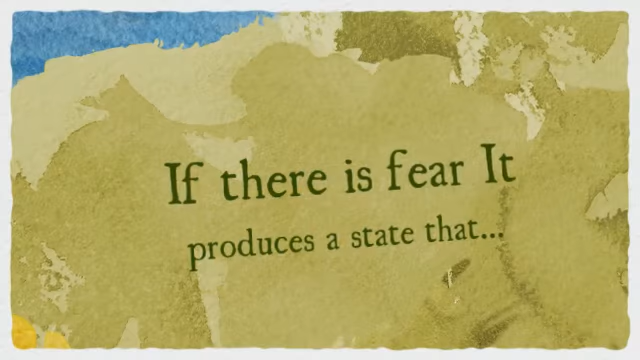 If there is fear It
produces a state that...